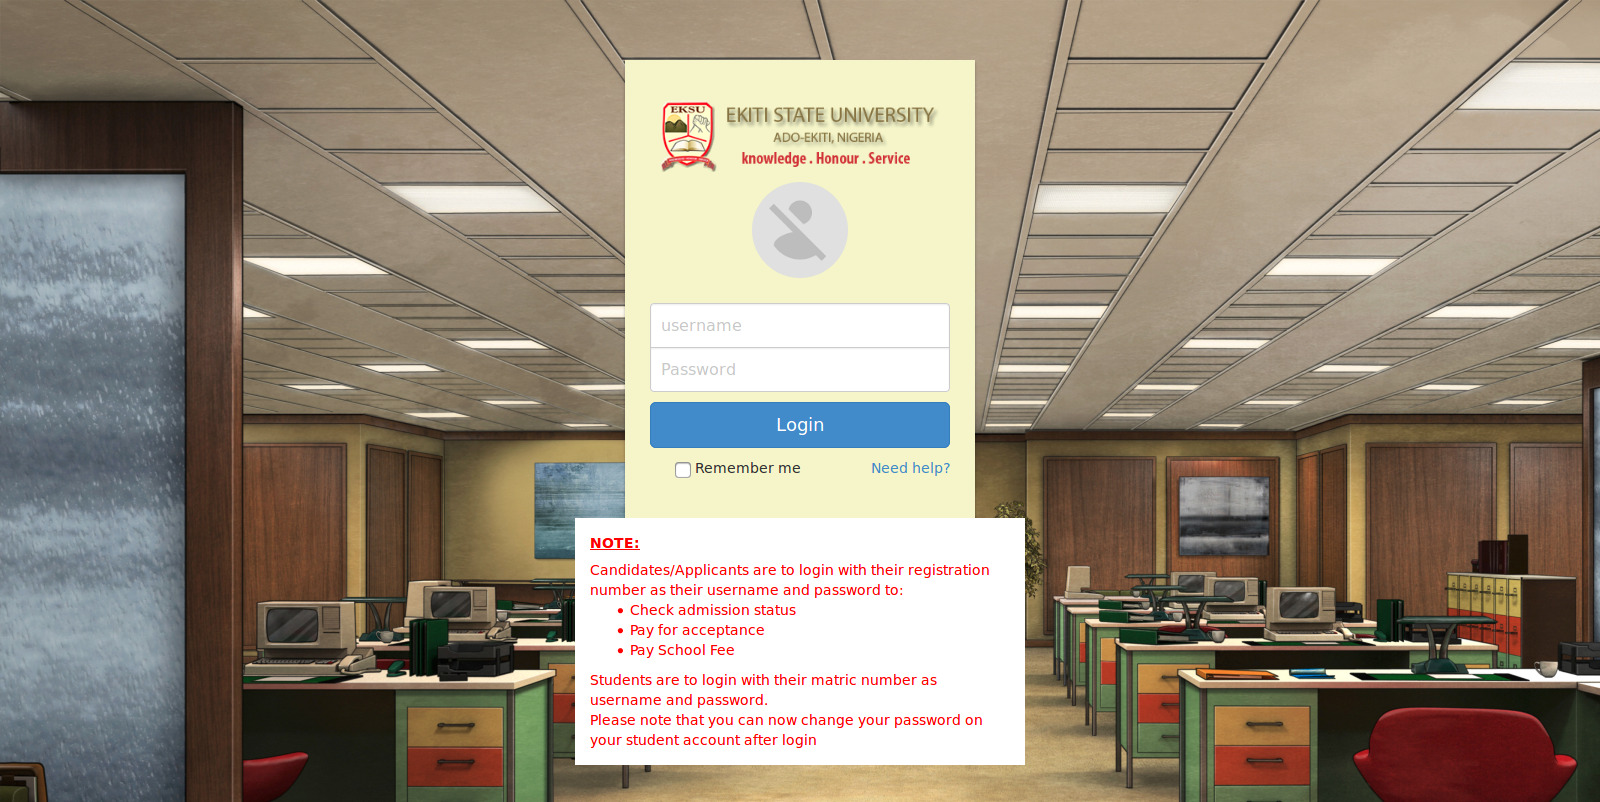 EKSU
EKITI STATE UNIVERSITY
ADO-EKITI, NIGERIA
knowledge . Honour . Service
username
Password
Login
Remember me
Need help?
NOTE:
Candidates/Applicants are to login with their registration
number as their username and password to:
• Check admission status
• Pay for acceptance
• Pay School Fee
Students are to login with their matric number as
username and password.
Please note that you can now change your password on
your student account after login